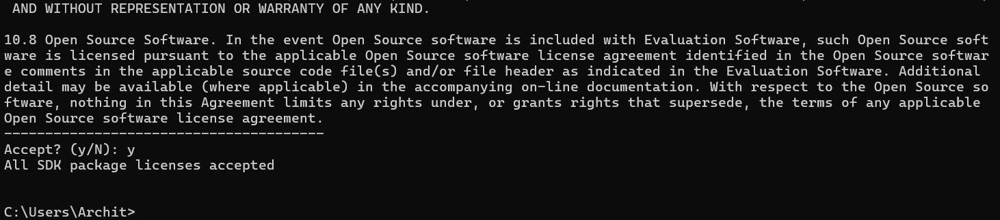 AND WITHOUT REPRESENTATION OR WARRANTY OF ANY KIND.
10.8 Open Source Software. In the event Open Source software is included with Evaluation Software, such Open Source soft
ware is licensed pursuant to the applicable Open Source software license agreement identified in the Open Source softwar
e comments in the applicable source code file(s) and/or file header as indicated in the Evaluation Software. Additional
detail may be available (where applicable) in the accompanying on-line documentation. With respect to the Open Source so
ftware, nothing in this Agreement limits any rights under, or grants rights that supersede, the terms of any applicable
Open Source software license agreement.
---------------------------------------
Accept? (y/N): y
All SDK package licenses accepted
C:\Users\Archit>